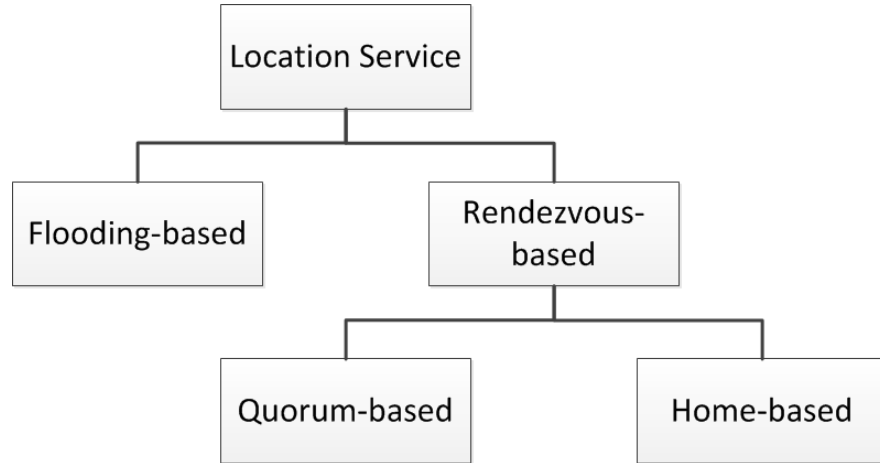 Location Service
Flooding-based
Rendezvous-
based
Quorum-based
Home-based